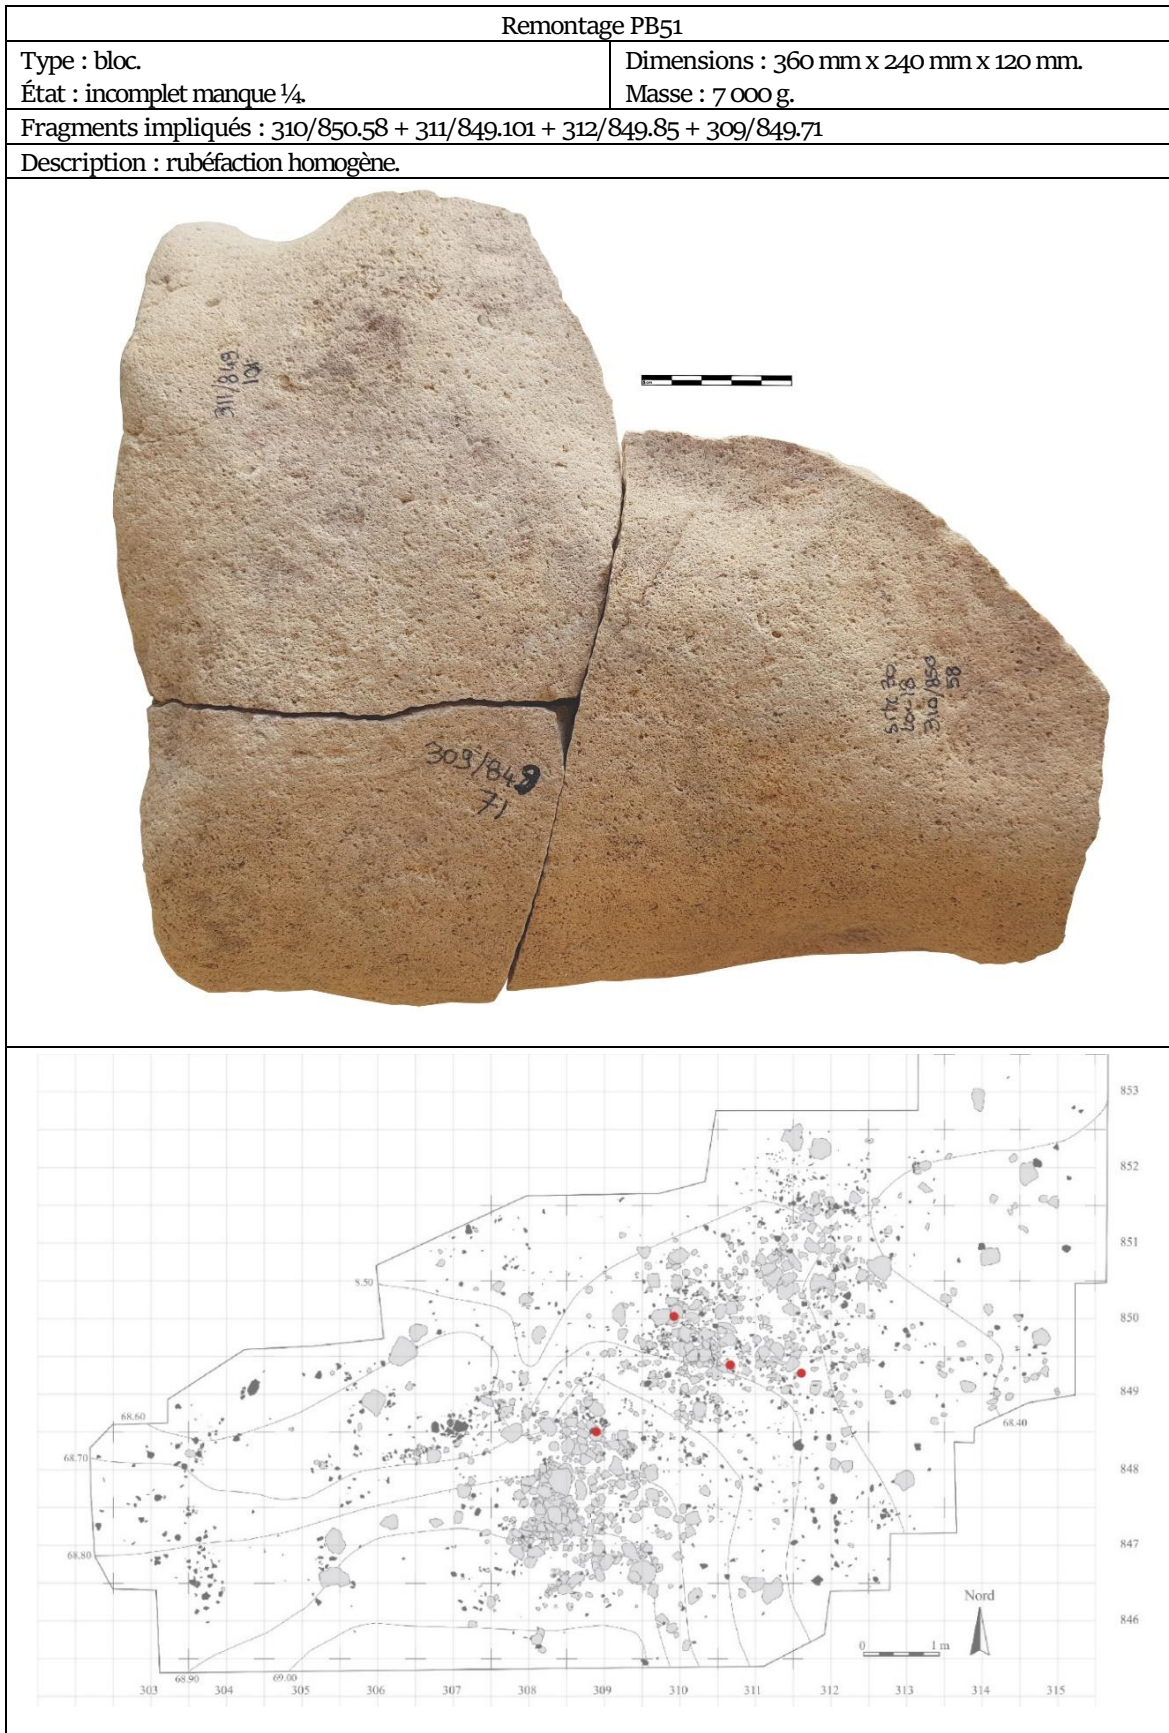 Remontage PB51
Type : bloc.
État : incomplet manque ¼.
Dimensions : 360 mm x 240 mm x 120 mm.
Masse : 7 000 g.
Fragments impliqués : 310/850.58 + 311/849.101 + 312/849.85 + 309/849.71
Description : rubéfaction homogène.
311/849
101
309/849
71
310/850
58
853
852
851
850
849
848
847
846
5.50
68.60
68.70
68.80
68.90
69.00
68.40
Nord
0 1 m
303 304 305 306 307 308 309 310 311 312 313 314 315